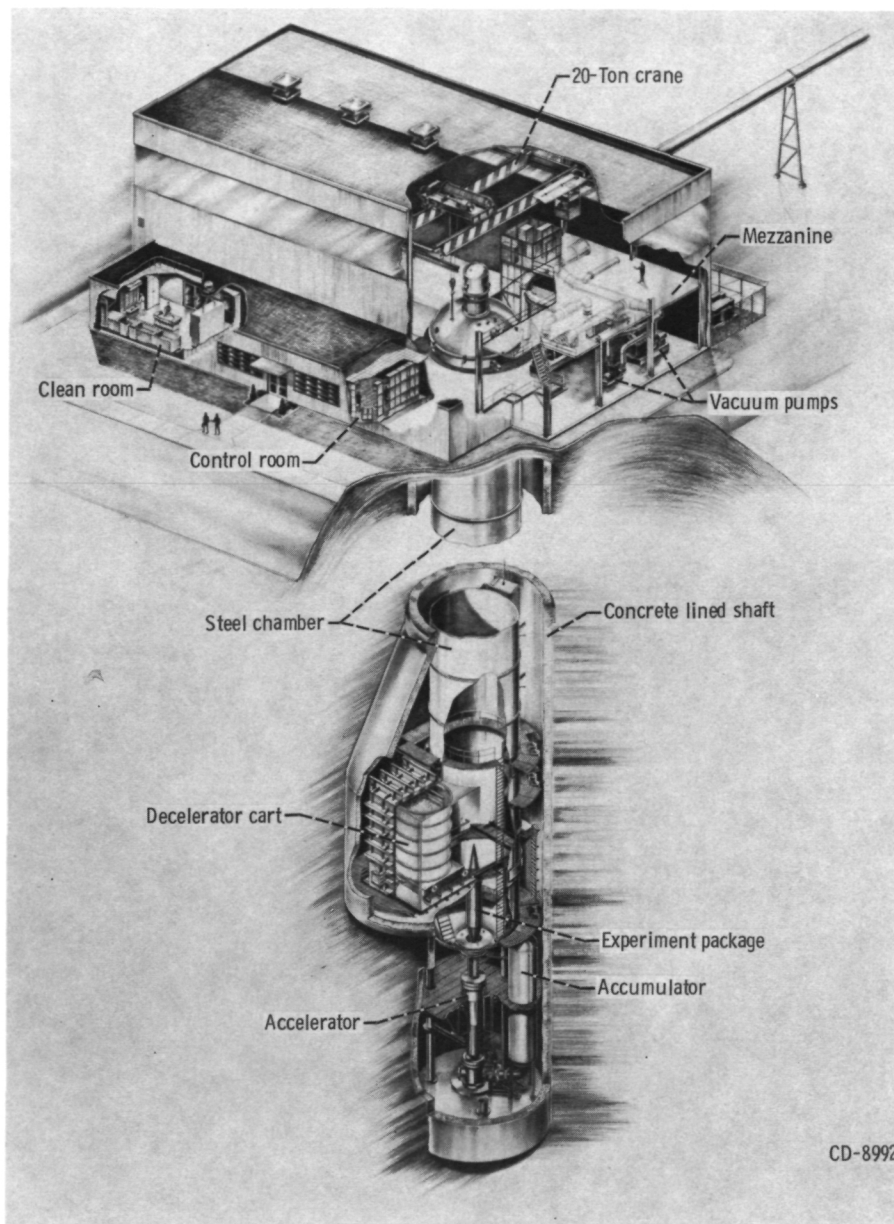 20-Ton crane
Mezzanine
Clean room
Vacuum pumps
Control room
Steel chamber
Concrete lined shaft
Decelerator cart
Experiment package
Accumulator
Accelerator
CD-8992